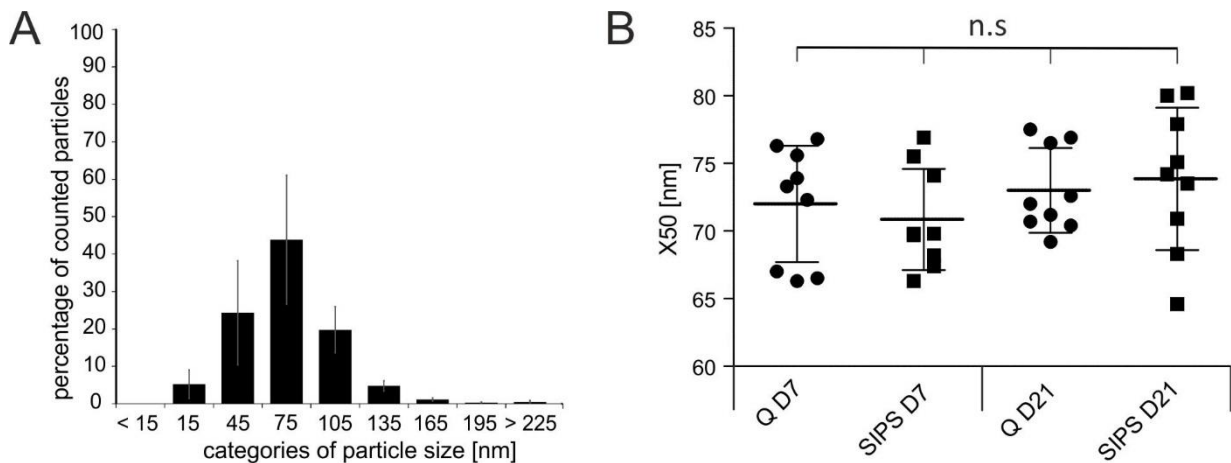 A
percentage of counted particles
100
90
80
70
60
50
40
30
20
10
0
< 15 15 45 75 105 135 165 195 > 225
categories of particle size [nm]
B
n.s
X50 [nm]
85
80
75
70
65
60
Q D7
SIPS D7
Q D21
SIPS D21